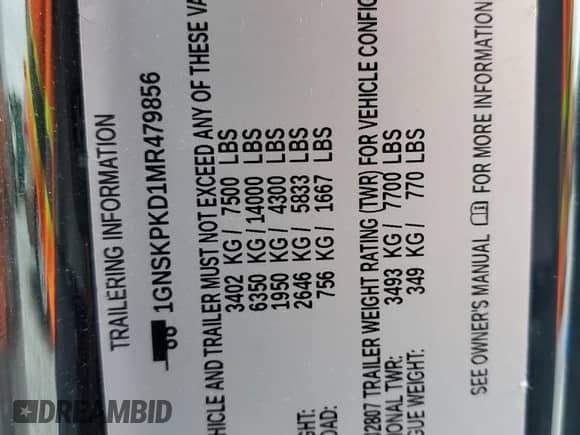 TRAILERING INFORMATION
1GNSKPKD1MR479856
HICLE AND TRAILER MUST NOT EXCEED ANY OF THESE VA
3402 KG / 7500 LBS
6350 KG / 14000 LBS
1950 KG / 4300 LBS
GHT: 2646 KG / 5833 LBS
OAD: 756 KG / 1667 LBS
J2807 TRAILER WEIGHT RATING (TWR) FOR VEHICLE CONFIG
IONAL TWR: 3493 KG / 7700 LBS
GUE WEIGHT: 349 KG / 770 LBS
SEE OWNER'S MANUAL FOR MORE INFORMATION
DREAMBID